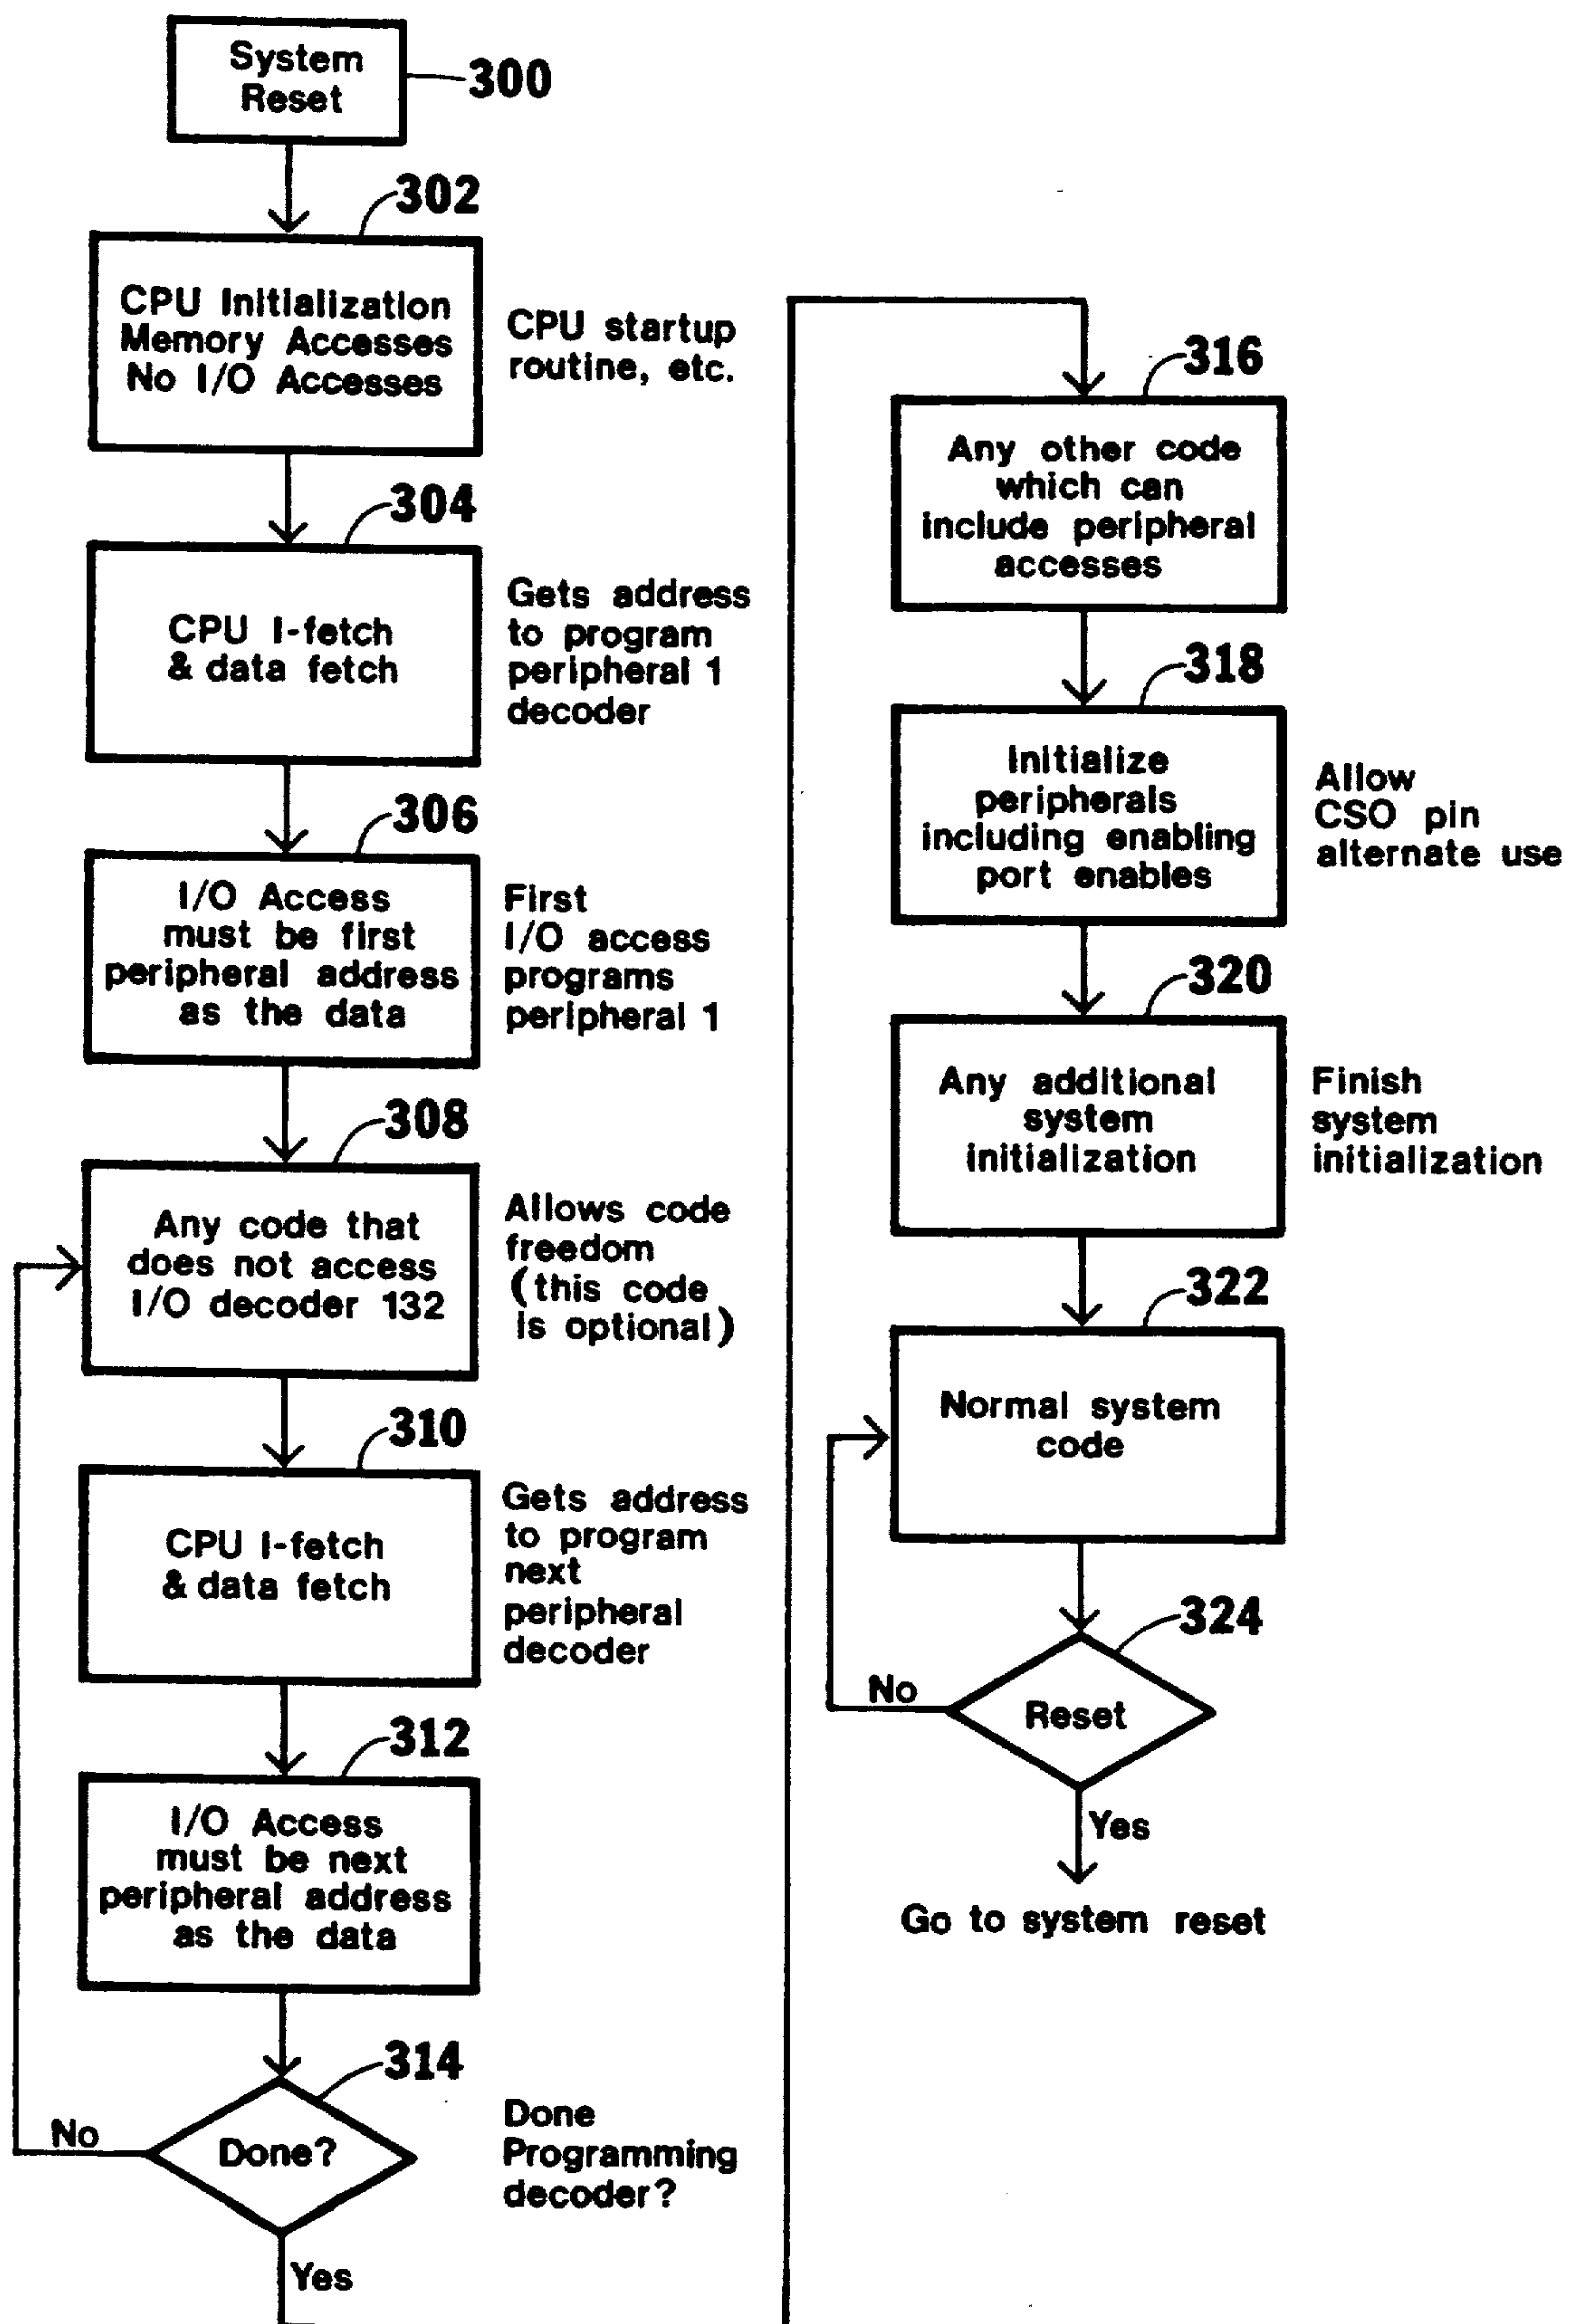 System
Reset
300
302
CPU Initialization
Memory Accesses
No I/O Accesses
CPU startup
routine, etc.
304
CPU I-fetch
& data fetch
Gets address
to program
peripheral 1
decoder
306
I/O Access
must be first
peripheral address
as the data
First
I/O access
programs
peripheral 1
308
Any code that
does not access
I/O decoder 132
Allows code
freedom
(this code
is optional)
310
CPU I-fetch
& data fetch
Gets address
to program
next
peripheral
decoder
312
I/O Access
must be next
peripheral address
as the data
314
Done?
No
Yes
Done
Programming
decoder?
316
Any other code
which can
include peripheral
accesses
318
Initialize
peripherals
including enabling
port enables
Allow
CSO pin
alternate use
320
Any additional
system
initialization
Finish
system
initialization
322
Normal system
code
324
Reset
No
Yes
Go to system reset